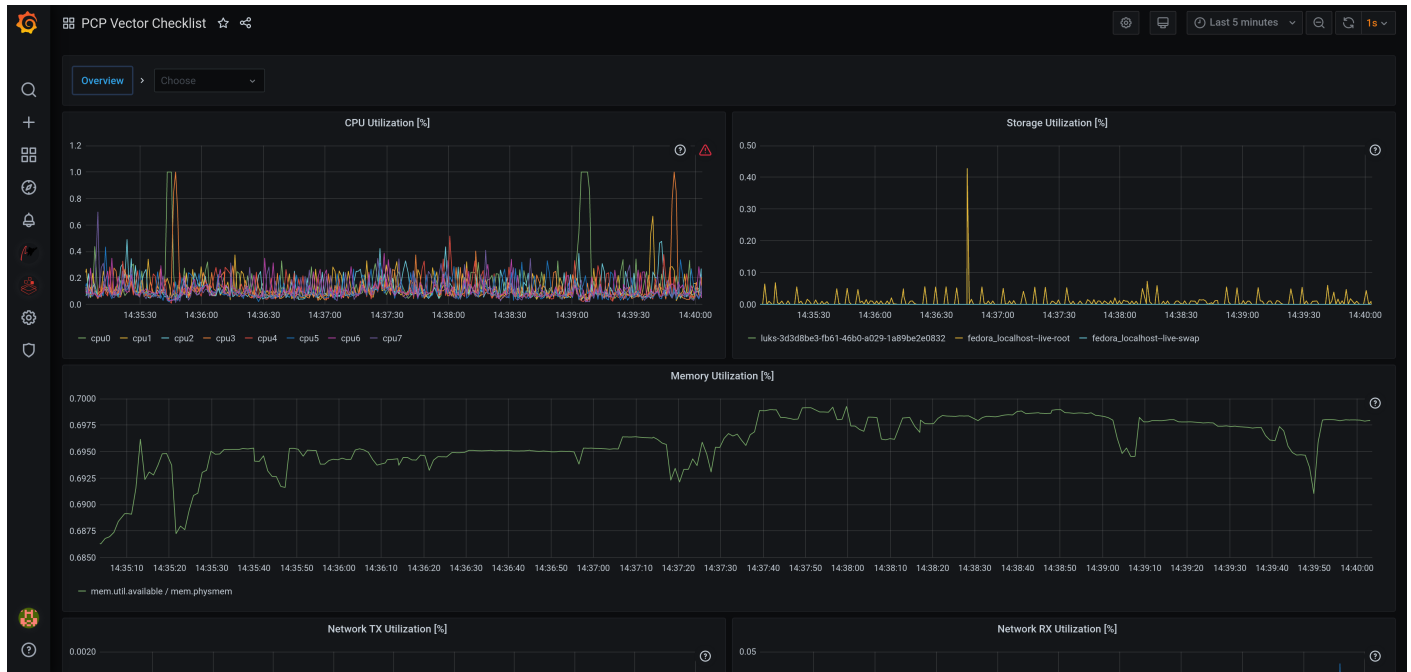 PCP Vector Checklist
Last 5 minutes
1s
Overview
Choose
CPU Utilization [%]
1.2
1.0
0.8
0.6
0.4
0.2
0.0
14:35:30 14:36:00 14:36:30 14:37:00 14:37:30 14:38:00 14:38:30 14:39:00 14:39:30 14:40:00
cpu0 cpu1 cpu2 cpu3 cpu4 cpu5 cpu6 cpu7
Storage Utilization [%]
0.50
0.40
0.30
0.20
0.10
0.00
14:35:30 14:36:00 14:36:30 14:37:00 14:37:30 14:38:00 14:38:30 14:39:00 14:39:30 14:40:00
luks-3d3d8be3-fb61-46b0-a029-1a89be2e0832 fedora_localhost--live-root fedora_localhost--live-swap
Memory Utilization [%]
0.7000
0.6975
0.6950
0.6925
0.6900
0.6875
0.6850
14:35:10 14:35:20 14:35:30 14:35:40 14:35:50 14:36:00 14:36:10 14:36:20 14:36:30 14:36:40 14:36:50 14:37:00 14:37:10 14:37:20 14:37:30 14:37:40 14:37:50 14:38:00 14:38:10 14:38:20 14:38:30 14:38:40 14:38:50 14:39:00 14:39:10 14:39:20 14:39:30 14:39:40 14:39:50 14:40:00
mem.util.available / mem.physmem
Network TX Utilization [%]
0.0020
Network RX Utilization [%]
0.05